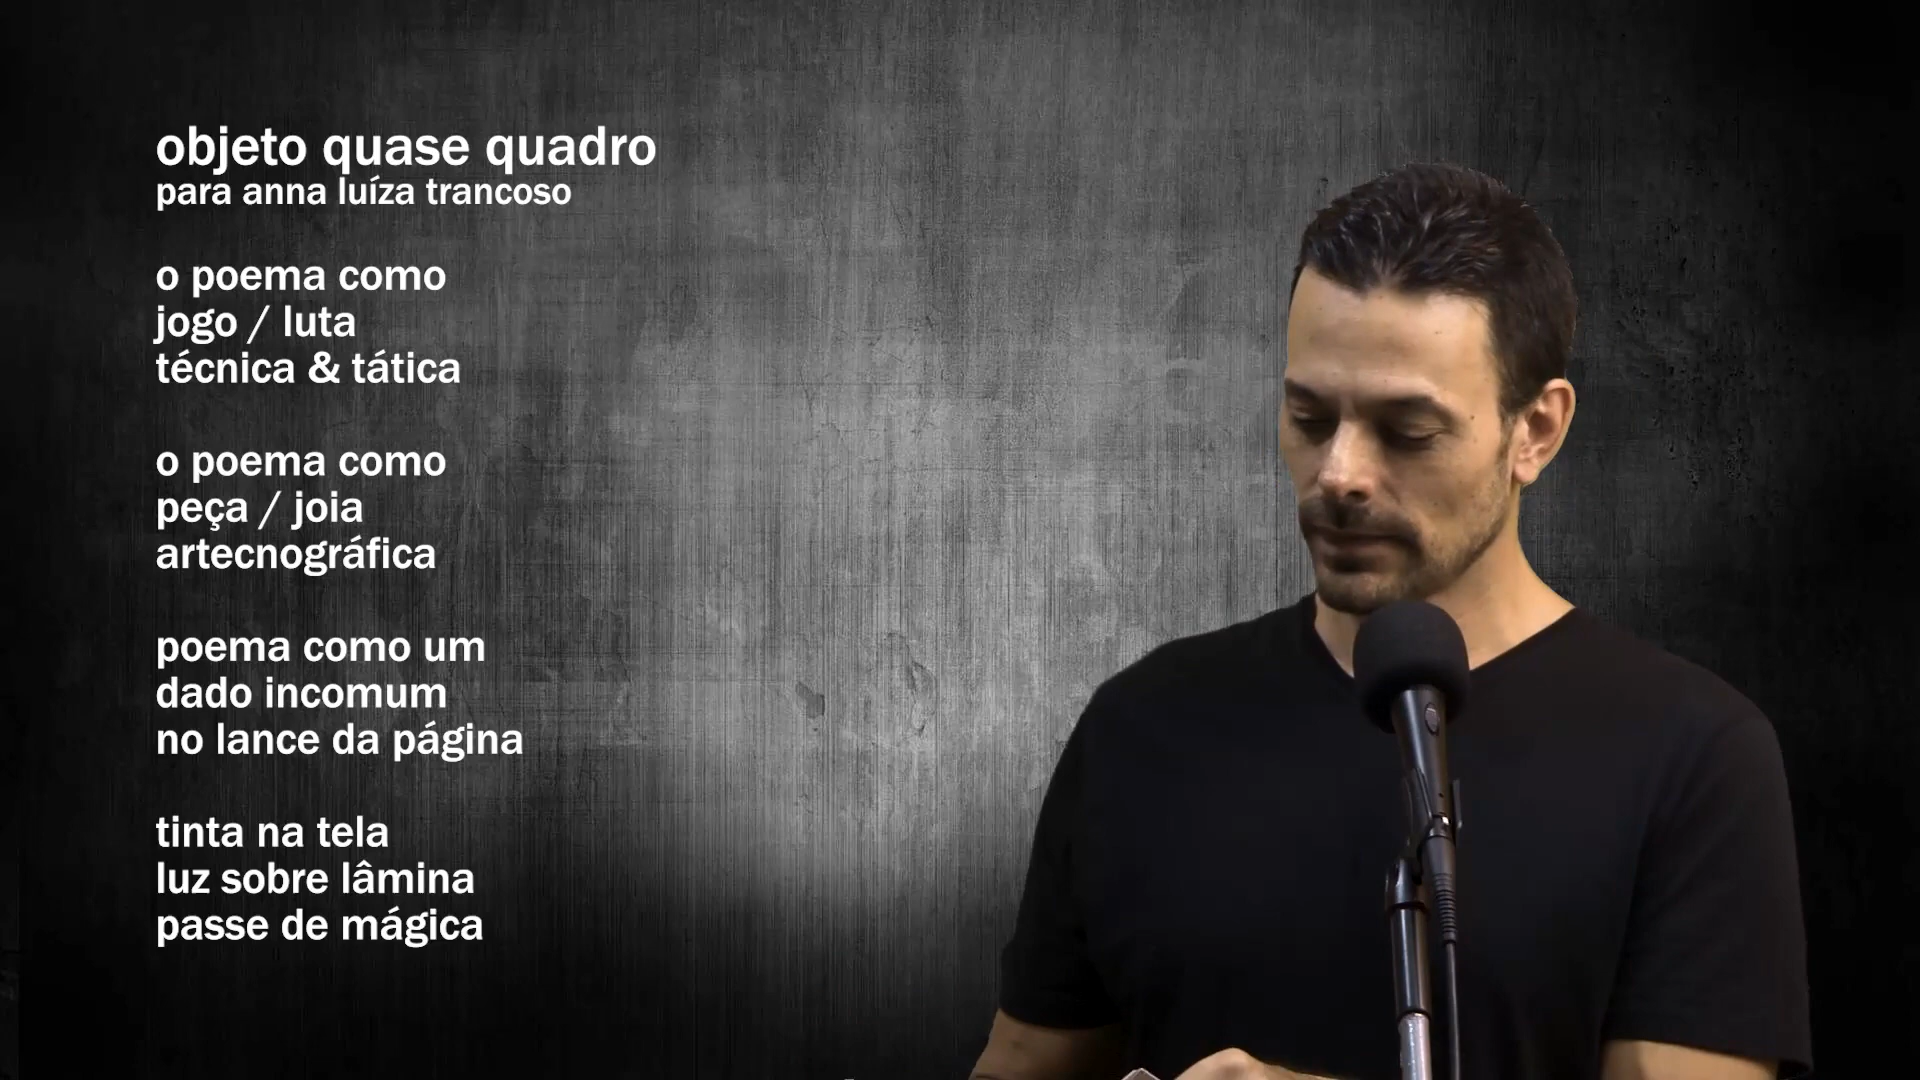 objeto quase quadro
para anna luíza trancoso
o poema como
jogo / luta
técnica & tática
o poema como
peça / joia
artecnográfica
poema como um
dado incomum
no lance da página
tinta na tela
luz sobre lâmina
passe de mágica